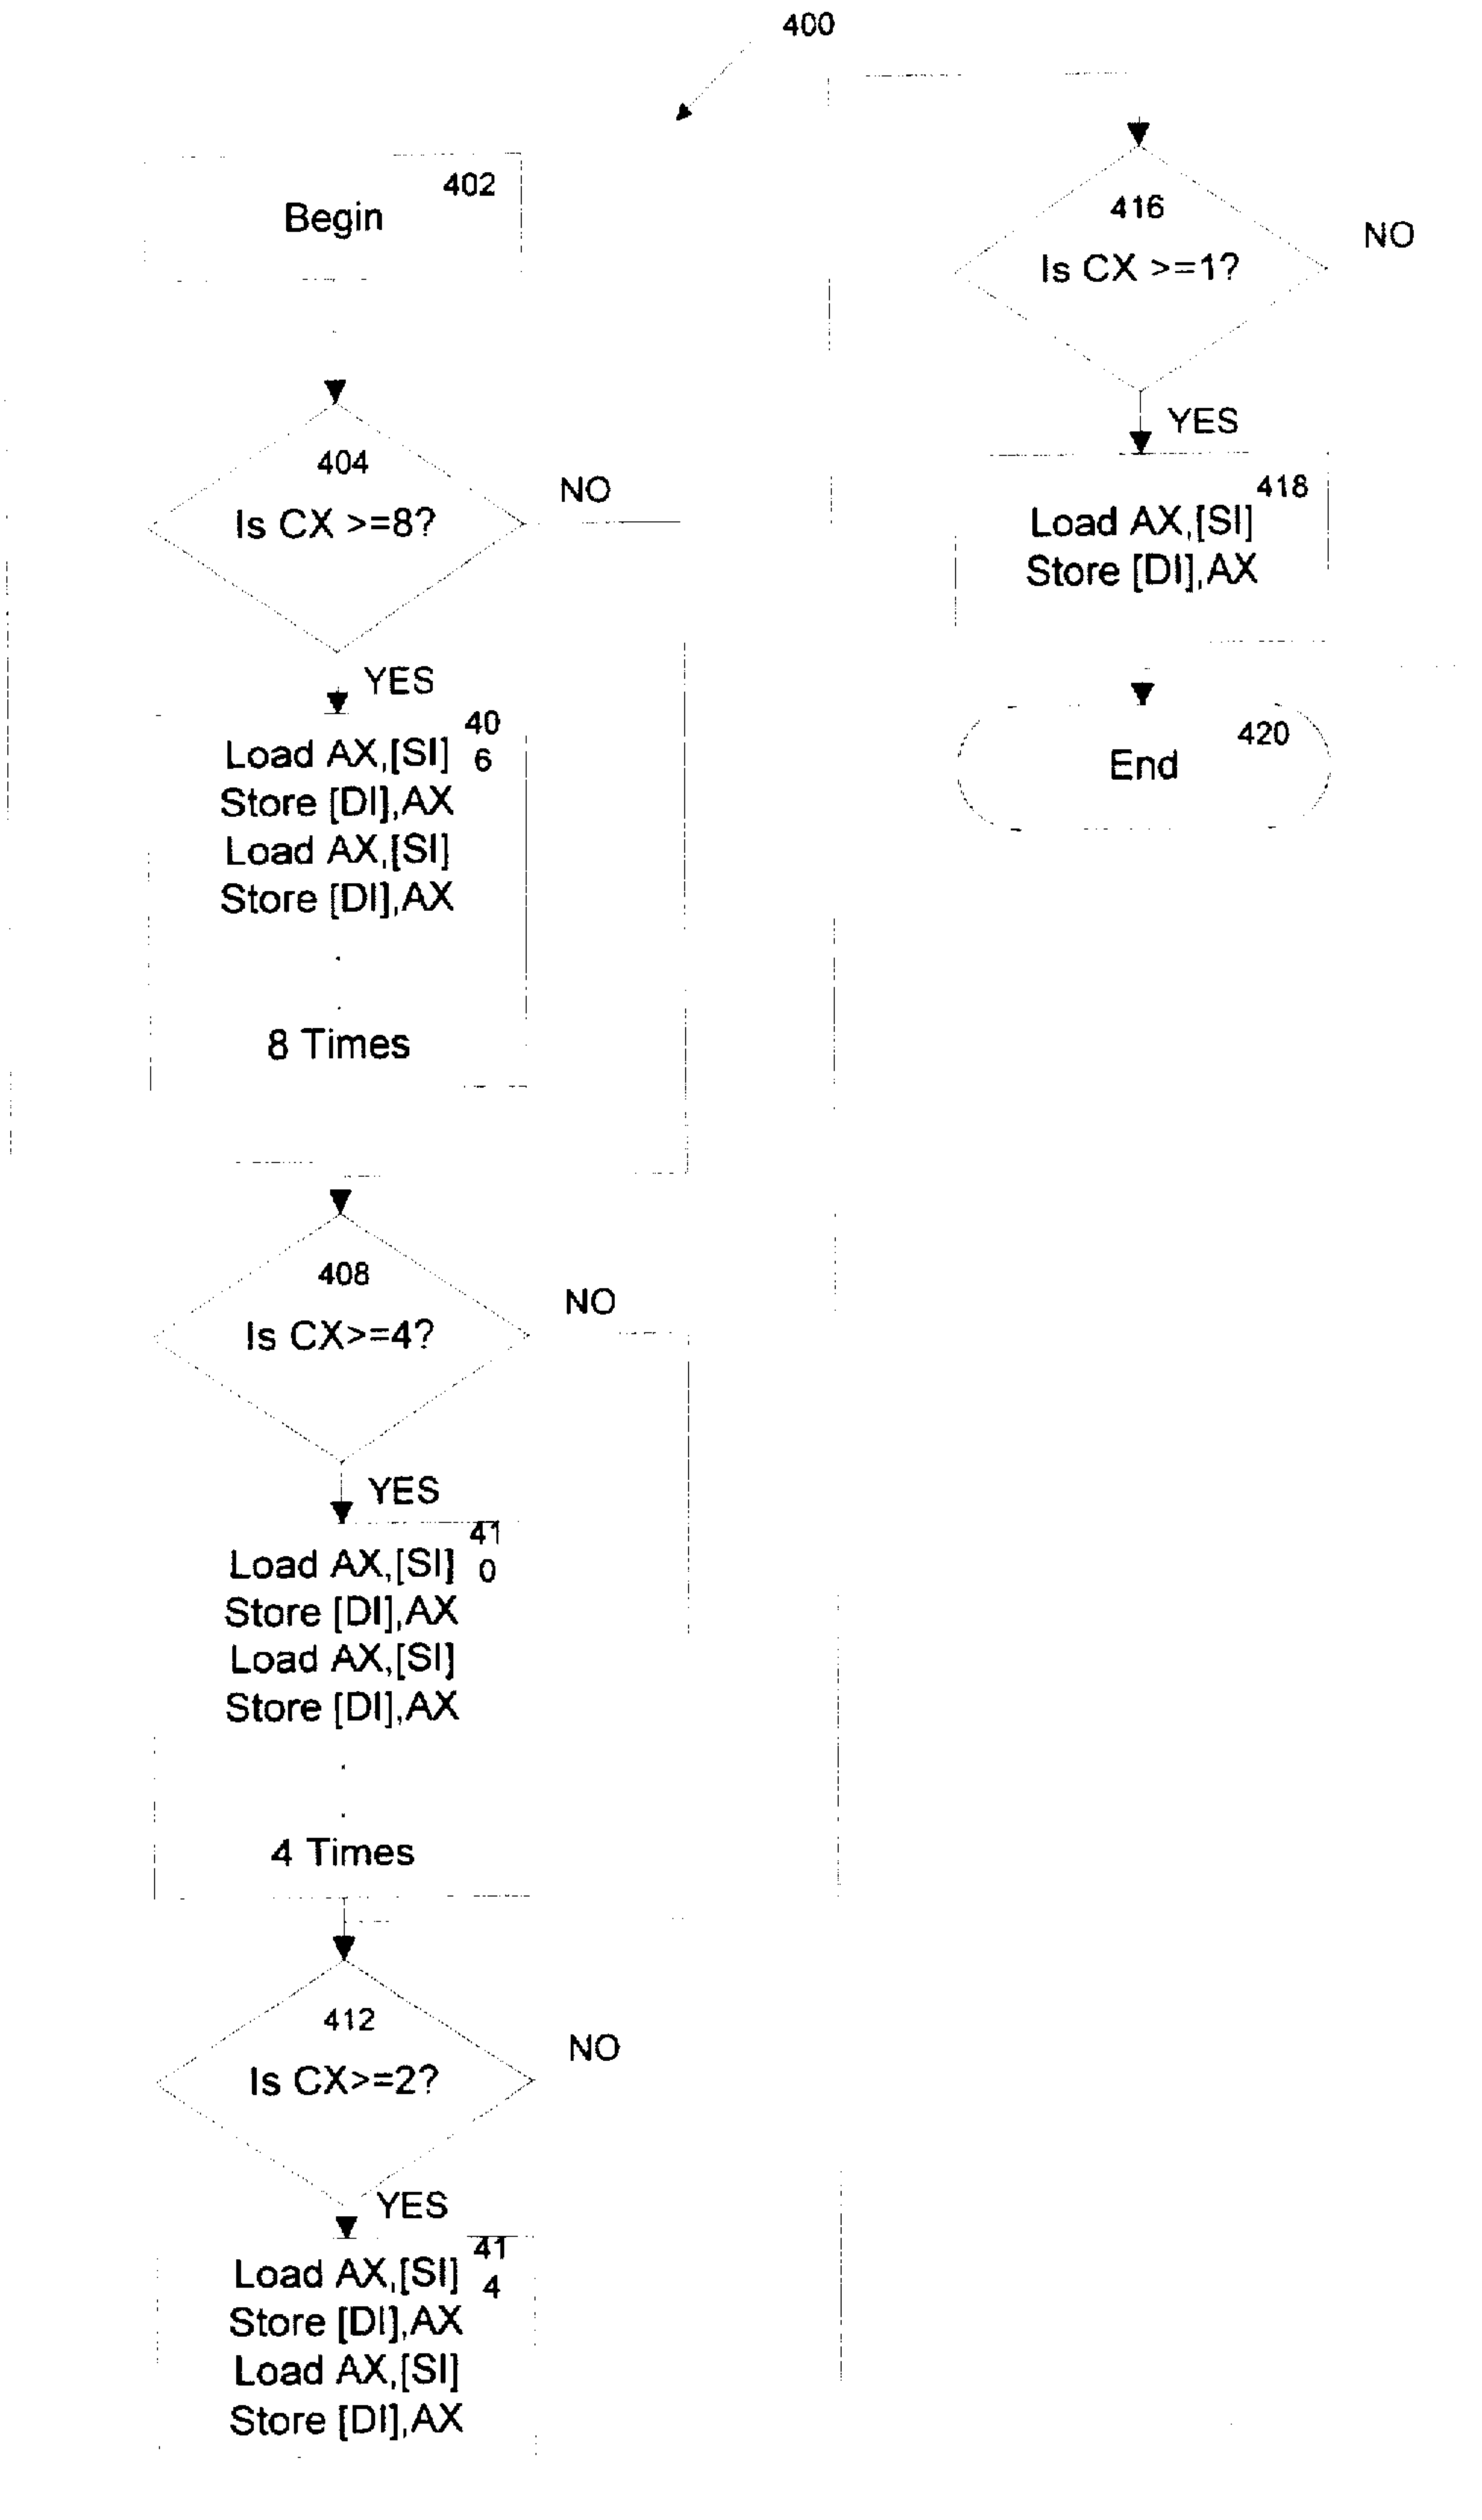 400
402
Begin
404
Is CX >=8?
NO
YES
40
Load AX,[SI] 6
Store [DI],AX
Load AX,[SI]
Store [DI],AX
.
.
8 Times
408
Is CX>=4?
NO
YES
41
Load AX,[SI] 0
Store [DI],AX
Load AX,[SI]
Store [DI],AX
.
.
4 Times
412
Is CX>=2?
NO
YES
41
Load AX,[SI] 4
Store [DI],AX
Load AX,[SI]
Store [DI],AX
416
Is CX >=1?
NO
YES
418
Load AX,[SI]
Store [DI],AX
420
End